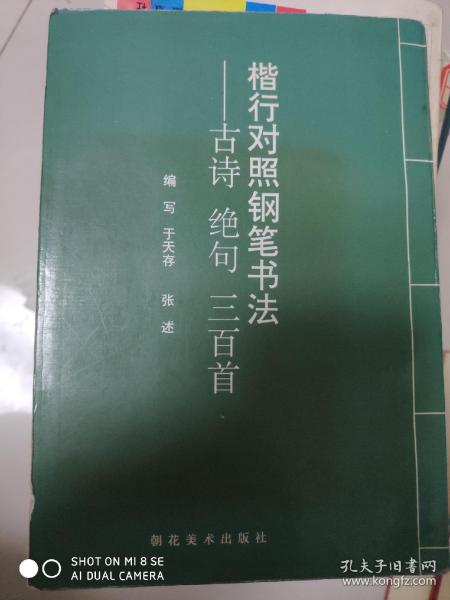 楷行对照钢笔书法
——古诗 绝句 三百首
编 写 于天存 张 述
朝花美术出版社
SHOT ON MI 8 SE
AI DUAL CAMERA
孔夫子旧书网
www.kongfz.com